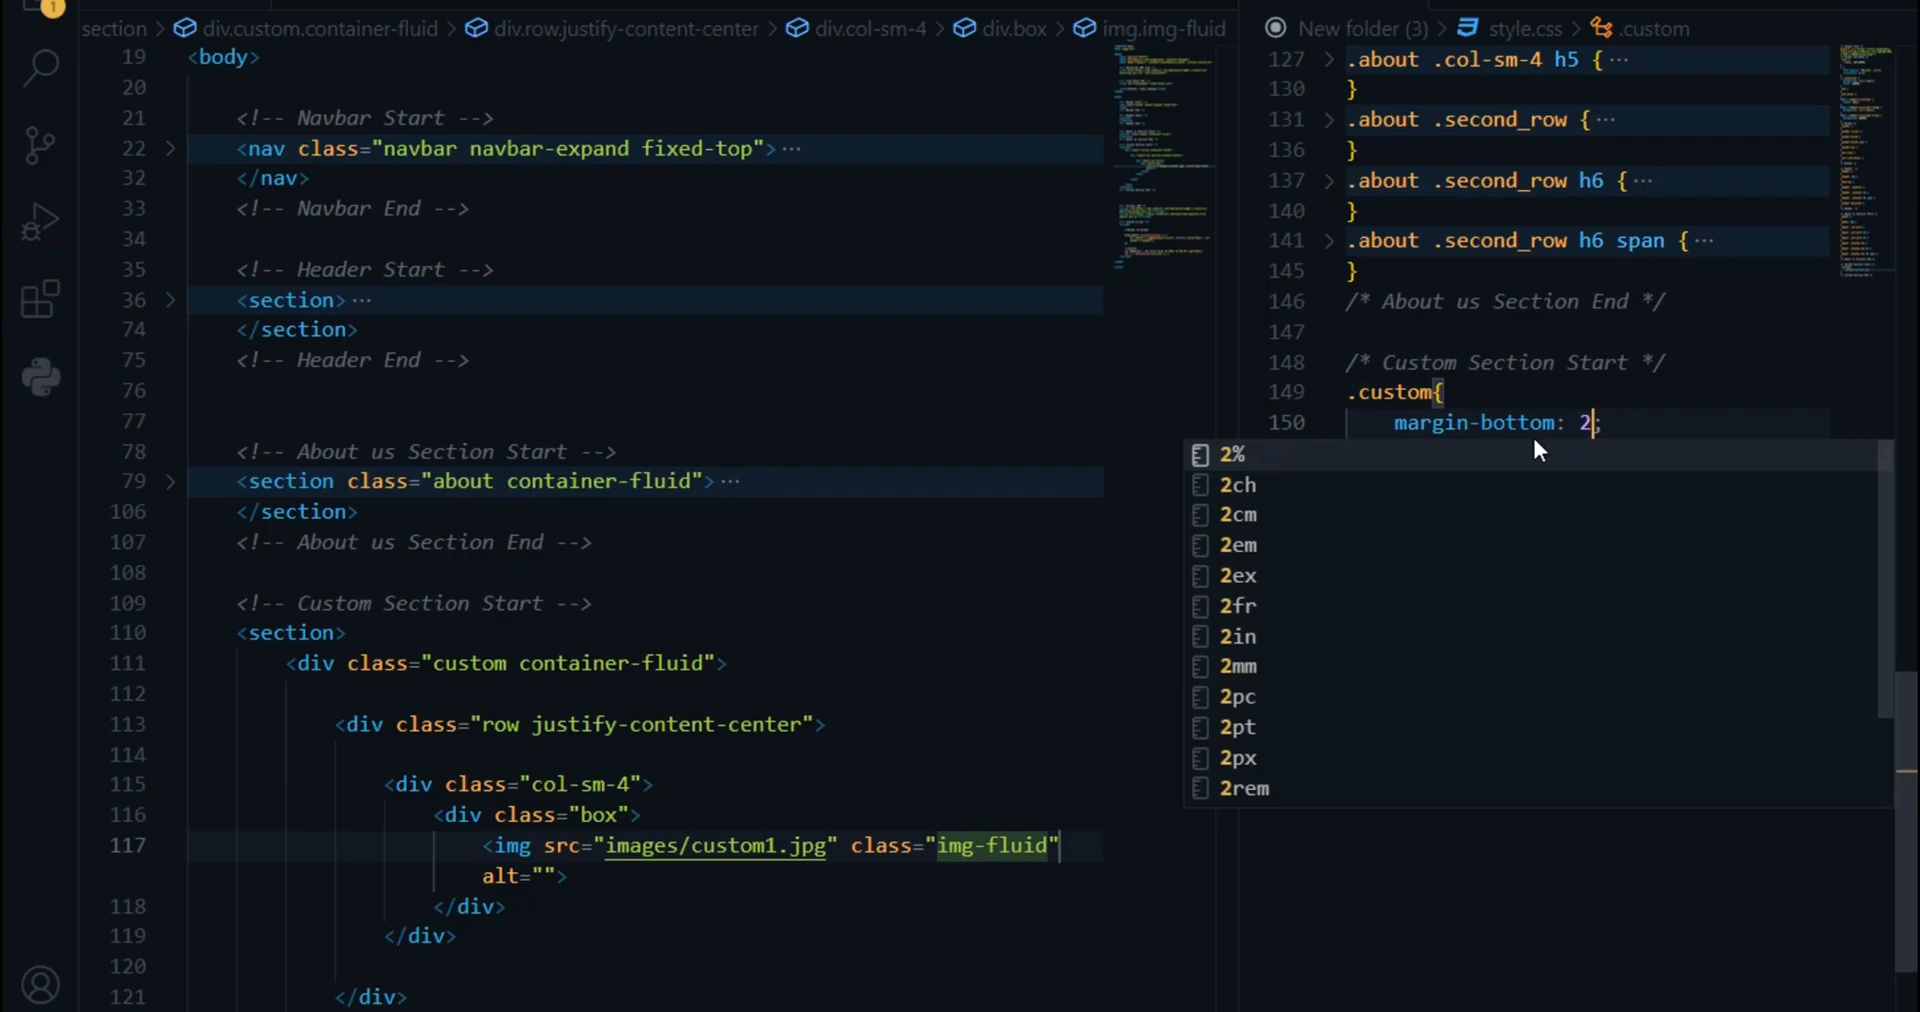 1
section > div.custom.container-fluid > div.row.justify-content-center > div.col-sm-4 > div.box > img.img-fluid
19 <body>
20
21 <!-- Navbar Start -->
22 > <nav class="navbar navbar-expand fixed-top"> ···
32 </nav>
33 <!-- Navbar End -->
34
35 <!-- Header Start -->
36 > <section> ···
74 </section>
75 <!-- Header End -->
76
77
78 <!-- About us Section Start -->
79 > <section class="about container-fluid"> ···
106 </section>
107 <!-- About us Section End -->
108
109 <!-- Custom Section Start -->
110 <section>
111 <div class="custom container-fluid">
112
113 <div class="row justify-content-center">
114
115 <div class="col-sm-4">
116 <div class="box">
117 <img src="images/custom1.jpg" class="img-fluid"
alt="">
118 </div>
119 </div>
120
121 </div>
New folder (3) > style.css > .custom
127 > .about .col-sm-4 h5 { ···
130 }
131 > .about .second_row { ···
136 }
137 > .about .second_row h6 { ···
140 }
141 > .about .second_row h6 span { ···
145 }
146 /* About us Section End */
147
148 /* Custom Section Start */
149 .custom{
150 margin-bottom: 2;
2%
2ch
2cm
2em
2ex
2fr
2in
2mm
2pc
2pt
2px
2rem